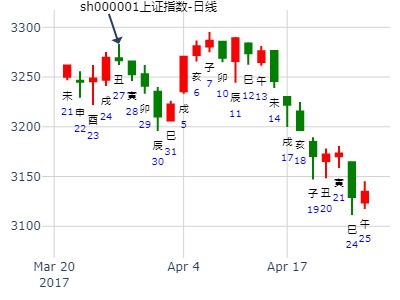 sh000001上证指数-日线
3300
3250
3200
3150
3100
未
21
申
22
酉
23
戌
24
丑
27
寅
28
卯
29
辰
30
巳
31
戌
5
亥
6
子
7
卯
10
辰
11
巳
12
午
13
未
14
戌
17
亥
18
子
19
丑
20
寅
21
巳
24
午
25
Mar 20
2017
Apr 4
Apr 17